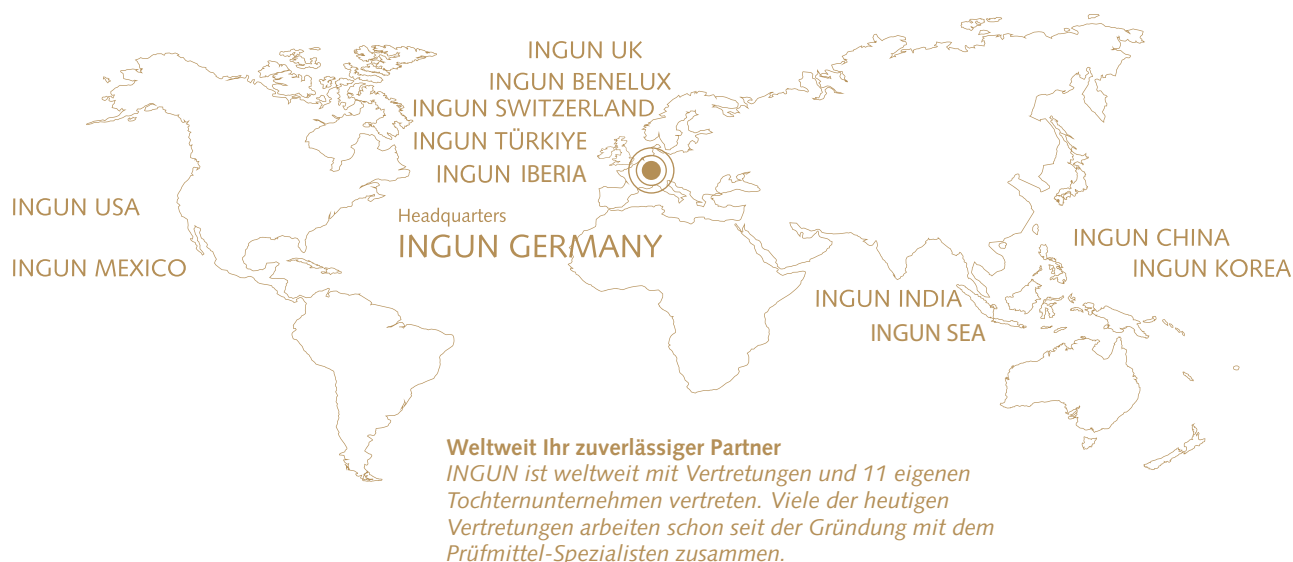 INGUN UK
INGUN BENELUX
INGUN SWITZERLAND
INGUN TÜRKIYE
INGUN IBERIA
INGUN USA
Headquarters
INGUN GERMANY
INGUN MEXICO
INGUN CHINA
INGUN KOREA
INGUN INDIA
INGUN SEA
Weltweit Ihr zuverlässiger Partner
INGUN ist weltweit mit Vertretungen und 11 eigenen
Tochternunternehmen vertreten. Viele der heutigen
Vertretungen arbeiten schon seit der Gründung mit dem
Prüfmittel-Spezialisten zusammen.